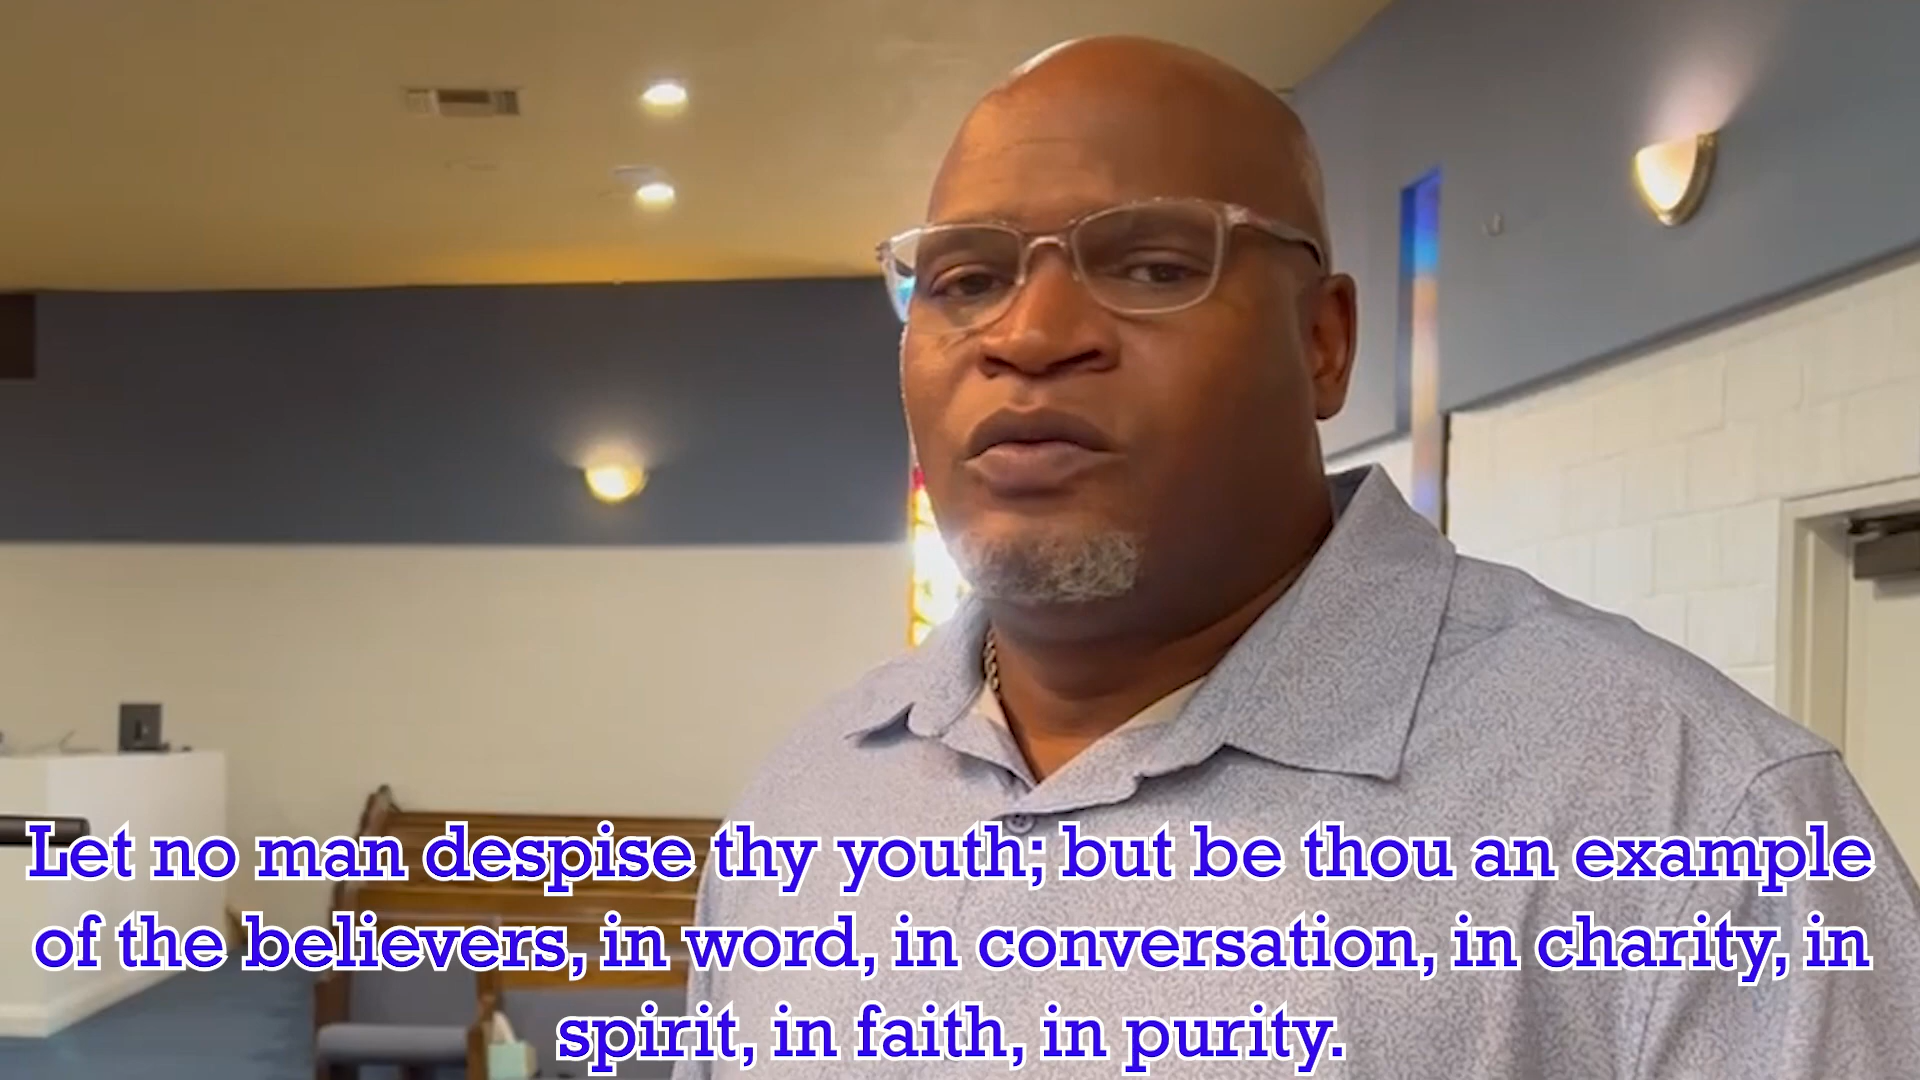 Let no man despise thy youth; but be thou an example
of the believers, in word, in conversation, in charity, in
spirit, in faith, in purity.